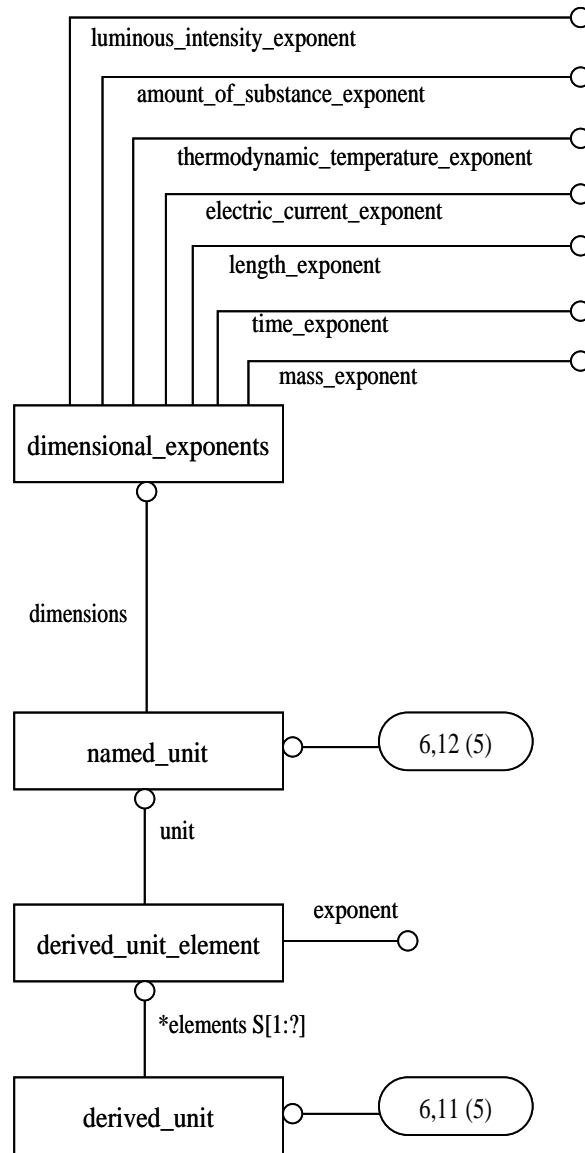 luminous_intensity_exponent
amount_of_substance_exponent
thermodynamic_temperature_exponent
electric_current_exponent
length_exponent
time_exponent
mass_exponent
dimensional_exponents
dimensions
named_unit
6,12 (5)
unit
exponent
derived_unit_element
*elements S[1:?]
derived_unit
6,11 (5)